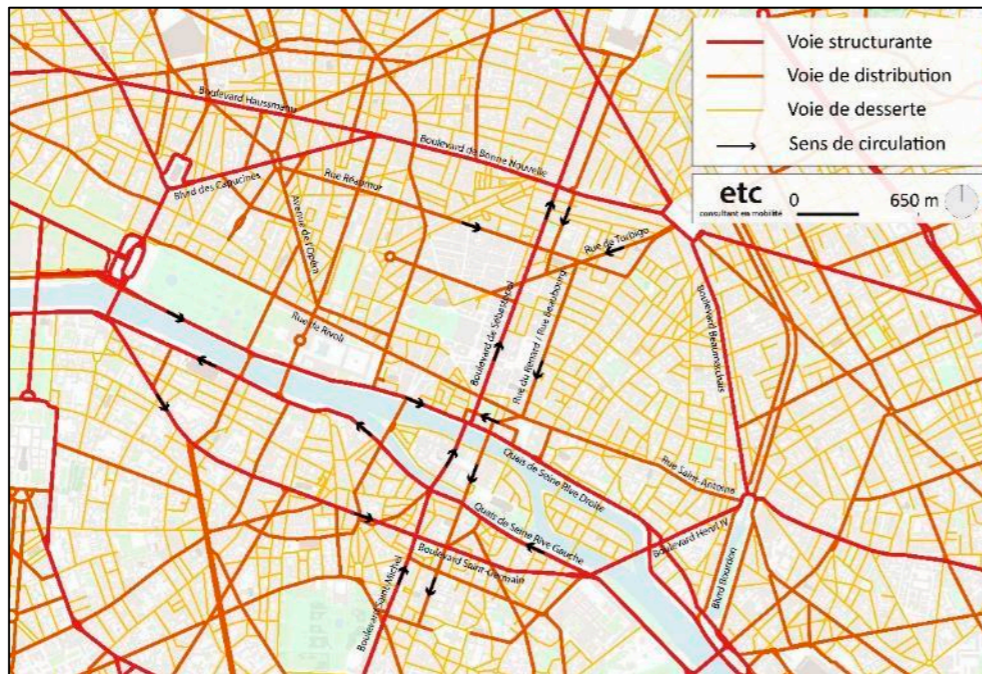 Voie structurante
Voie de distribution
Voie de desserte
Sens de circulation
etc
consultant en mobilité
0 650 m
Boulevard Haussmann
Boulevard de Bonne Nouvelle
Blvrd des Capucines
Rue Réaumur
Avenue de l'Opéra
Rue de Turbigo
Rue de Rivoli
Boulevard de Sébastopol
Rue du Renard / Rue Beaubourg
Boulevard Beaumarchais
Quais de Seine Rive Droite
Rue Saint-Antoine
Quais de Seine Rive Gauche
Boulevard Henri IV
Boulevard Saint-Germain
Boulevard Saint-Michel
Blvrd Bourdon